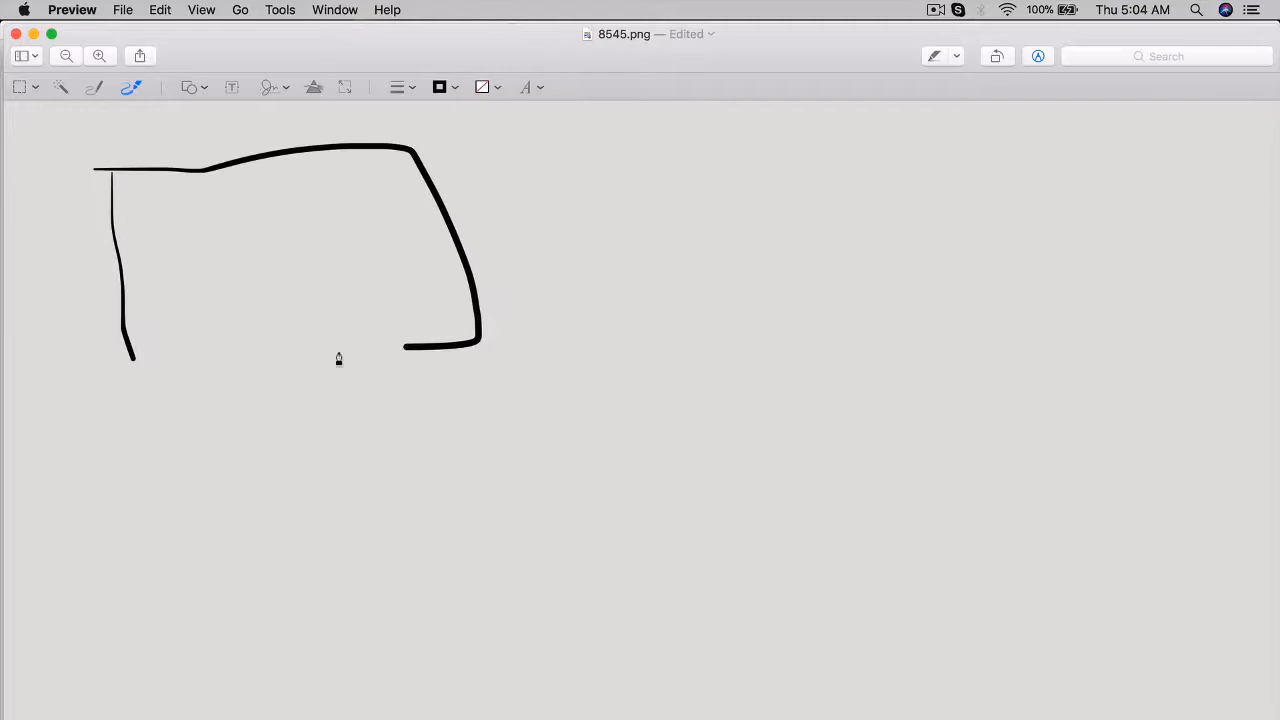 Preview File Edit View Go Tools Window Help 100% Thu 5:04 AM
8545.png — Edited
Search
T A